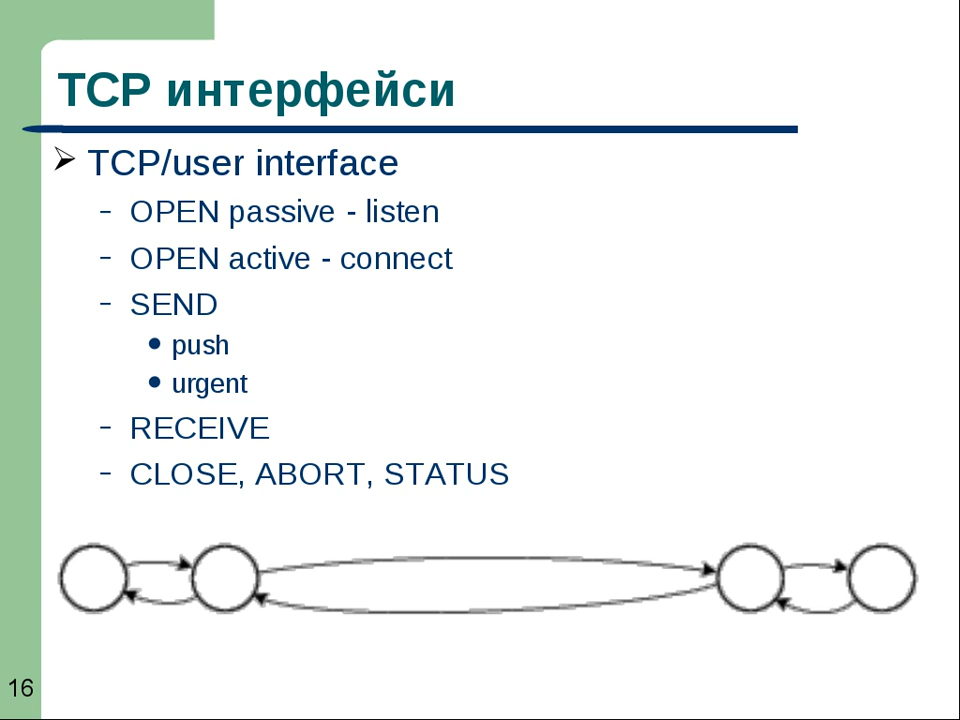 TCP интерфейси
TCP/user interface
OPEN passive - listen
OPEN active - connect
SEND
push
urgent
RECEIVE
CLOSE, ABORT, STATUS
16